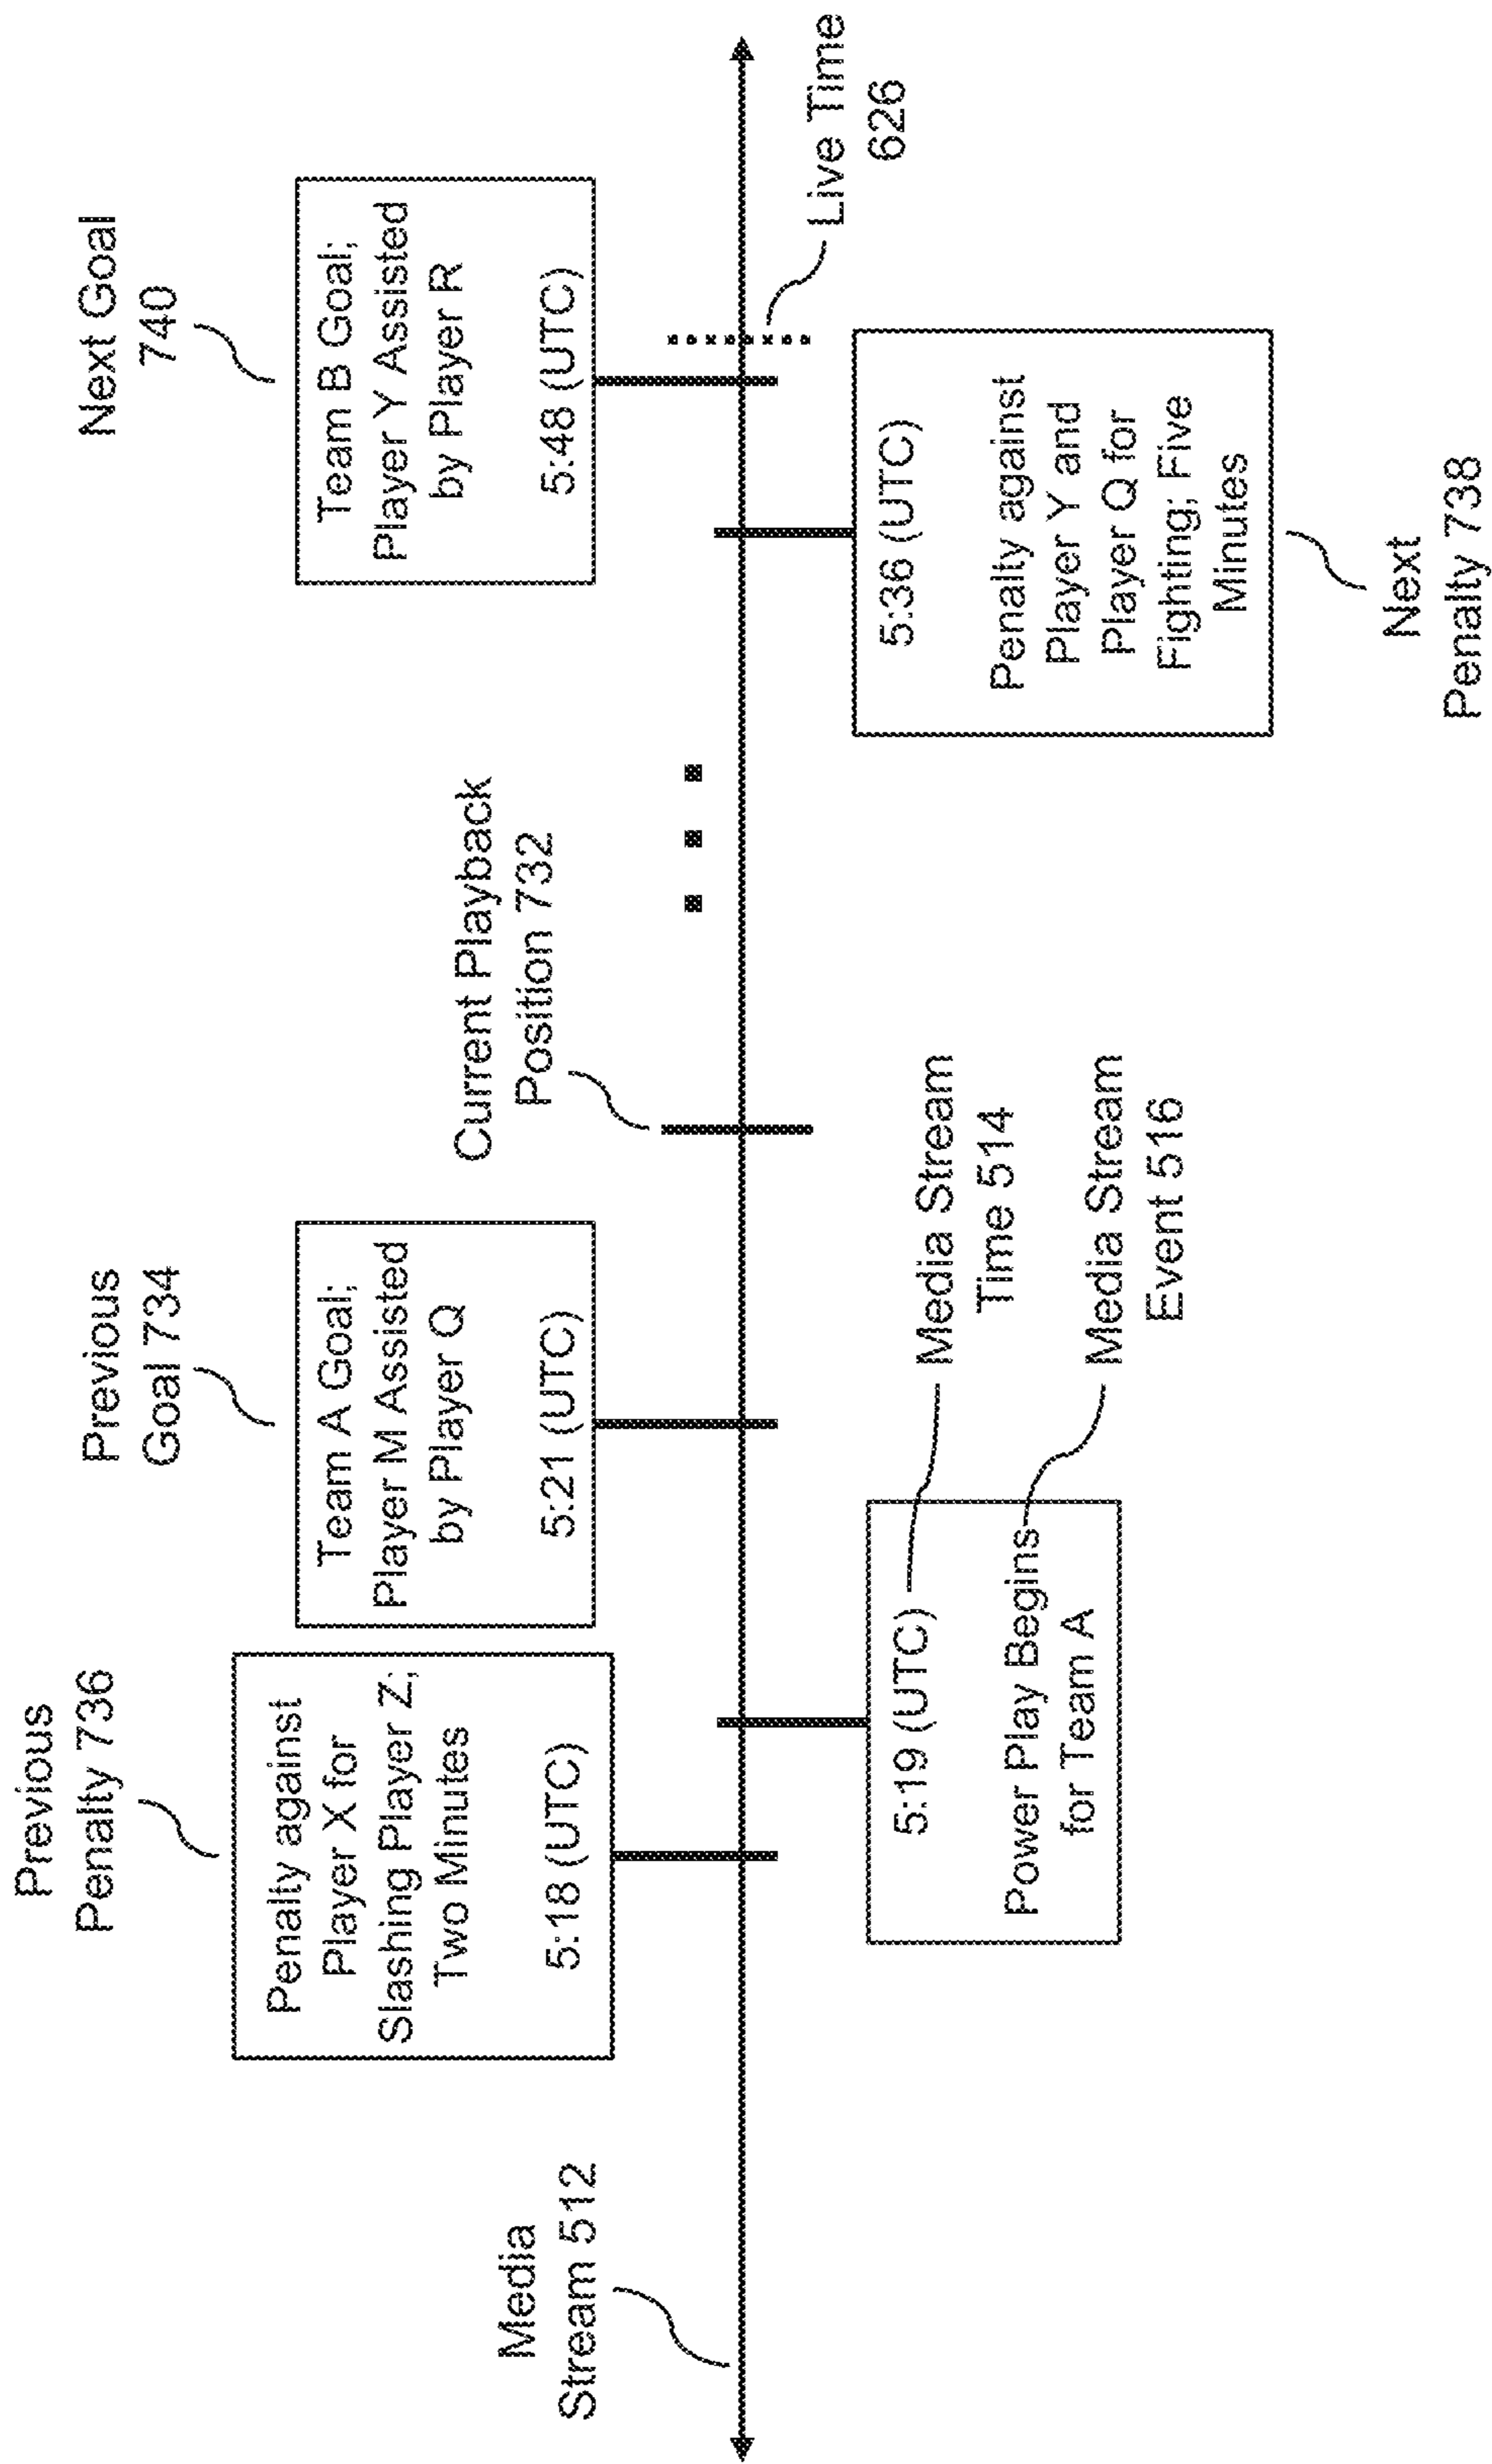 Previous
Penalty 736
Penalty against
Player X for
Slashing Player Z;
Two Minutes
5:18 (UTC)
Previous
Goal 734
Team A Goal;
Player M Assisted
by Player Q
5:21 (UTC)
Next Goal
740
Team B Goal;
Player Y Assisted
by Player R
5:48 (UTC)
Media
Stream 512
Current Playback
Position 732
Live Time
626
5:19 (UTC)
Power Play Begins
for Team A
Media Stream
Time 514
Media Stream
Event 516
5:36 (UTC)
Penalty against
Player Y and
Player Q for
Fighting; Five
Minutes
Next
Penalty 738